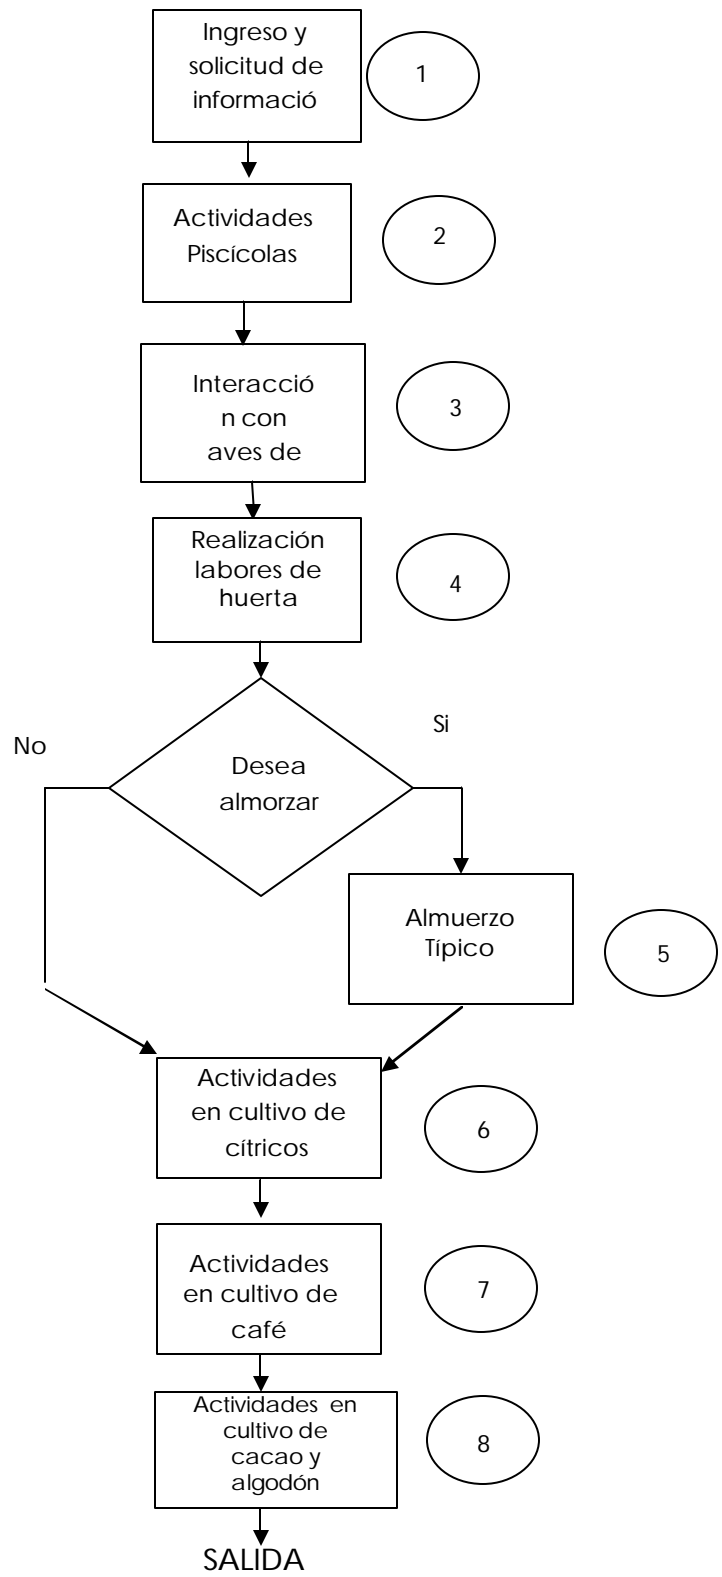 Ingreso y
solicitud de
informació
1
Actividades
Piscícolas
2
Interacció
n con
aves de
3
Realización
labores de
huerta
4
Si
No
Desea
almorzar
Almuerzo
Típico
5
Actividades
en cultivo de
cítricos
6
Actividades
en cultivo de
café
7
Actividades en
cultivo de
cacao y
algodón
8
SALIDA